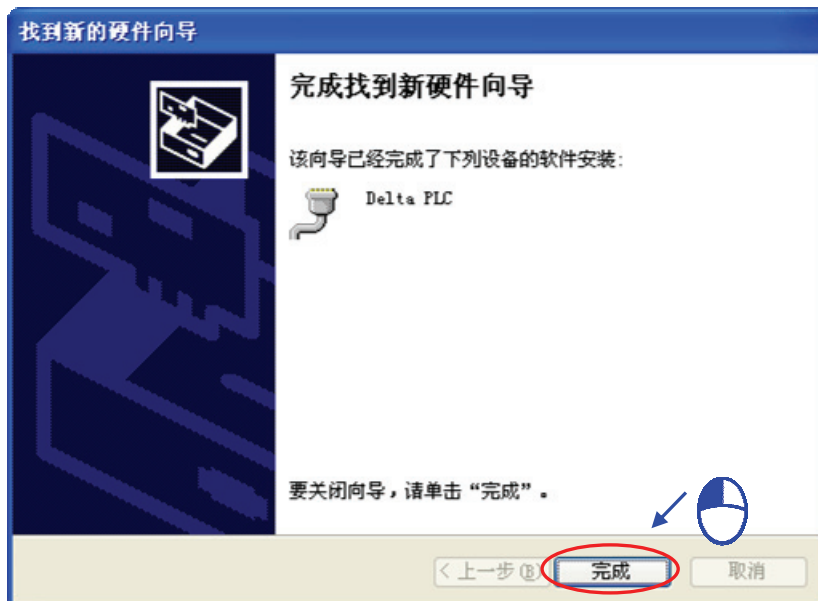 找到新的硬件向导
完成找到新硬件向导
该向导已经完成了下列设备的软件安装:
Delta PLC
要关闭向导，请单击“完成”。
< 上一步(B)
完成
取消